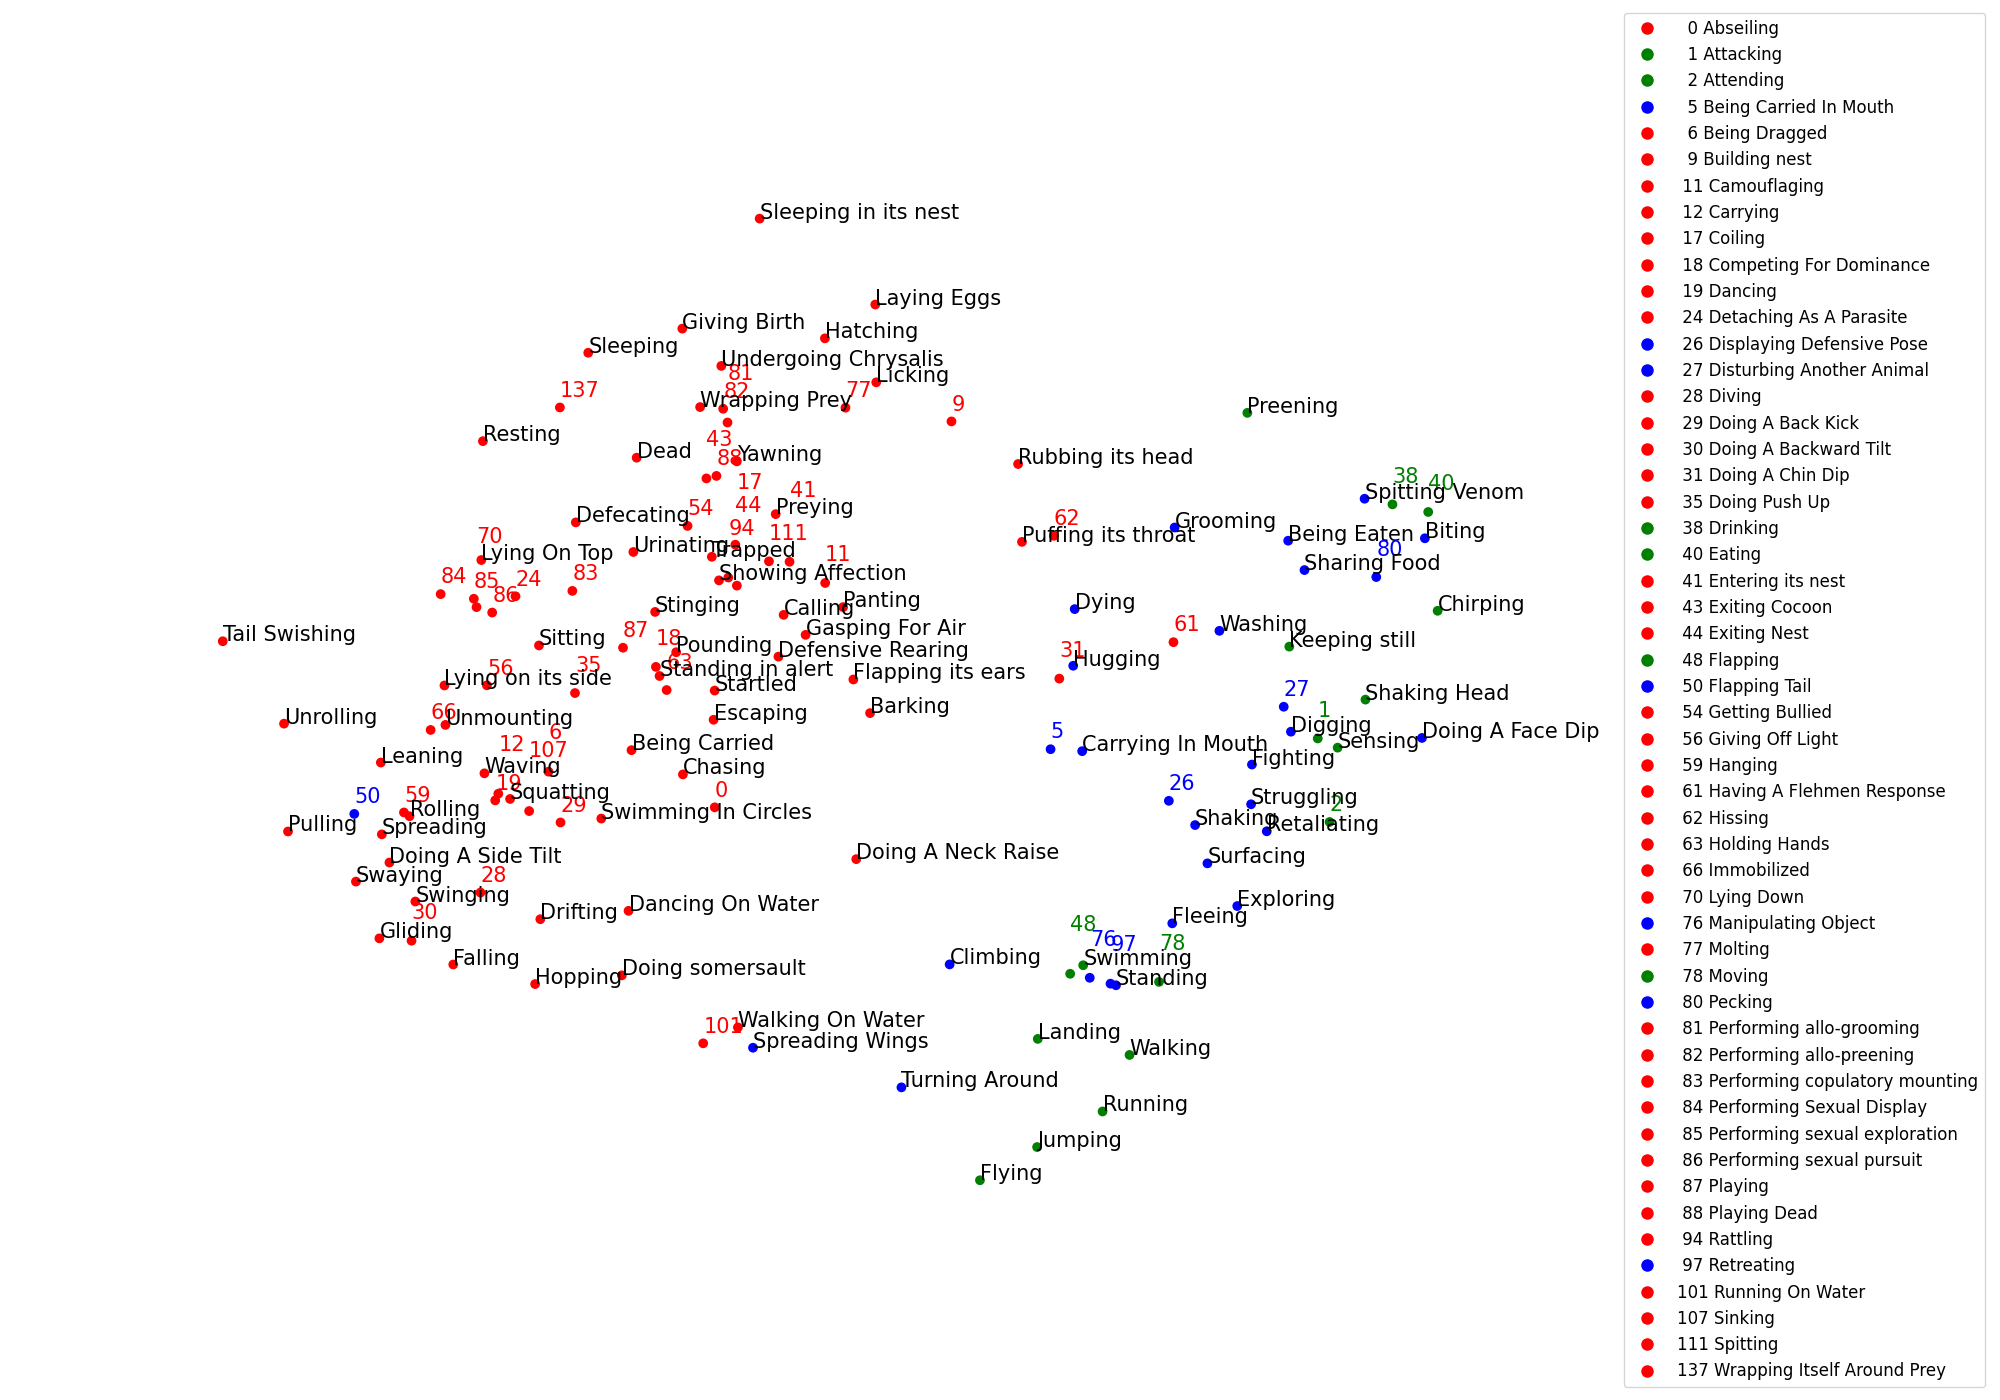 Sleeping in its nest
Laying Eggs
Giving Birth
Hatching
Sleeping
Undergoing Chrysalis
81
Licking
137
82
Wrapping Prey
77
9
Preening
Resting
43
Dead
88
Yawning
Rubbing its head
17
41
38
40
Spitting Venom
54
44
Preying
Defecating
62
Grooming
70
94
111
Puffing its throat
Being Eaten
Biting
Lying On Top
Urinating
Trapped
11
80
Sharing Food
84
85
24
83
Showing Affection
86
Stinging
Calling
Panting
Dying
Chirping
Tail Swishing
Sitting
87
18
Pounding
Gasping For Air
61
Washing
Keeping still
56
35
63
Standing in alert
Defensive Rearing
31
Hugging
Lying on its side
Startled
Flapping its ears
27
Shaking Head
Unrolling
66
Unmounting
Escaping
Barking
1
Digging
6
5
Sensing
Doing A Face Dip
Leaning
12
107
Being Carried
Carrying In Mouth
Fighting
Waving
Chasing
50
59
19
Squatting
0
26
Struggling
Rolling
29
Swimming In Circles
2
Pulling
Spreading
Shaking
Retaliating
Doing A Side Tilt
Doing A Neck Raise
Surfacing
Swaying
28
Swinging
30
Drifting
Dancing On Water
Exploring
Gliding
Fleeing
48
76
97
78
Falling
Climbing
Swimming
Hopping
Doing somersault
Standing
101
Walking On Water
Spreading Wings
Landing
Walking
Turning Around
Running
Jumping
Flying
0 Abseiling
1 Attacking
2 Attending
5 Being Carried In Mouth
6 Being Dragged
9 Building nest
11 Camouflaging
12 Carrying
17 Coiling
18 Competing For Dominance
19 Dancing
24 Detaching As A Parasite
26 Displaying Defensive Pose
27 Disturbing Another Animal
28 Diving
29 Doing A Back Kick
30 Doing A Backward Tilt
31 Doing A Chin Dip
35 Doing Push Up
38 Drinking
40 Eating
41 Entering its nest
43 Exiting Cocoon
44 Exiting Nest
48 Flapping
50 Flapping Tail
54 Getting Bullied
56 Giving Off Light
59 Hanging
61 Having A Flehmen Response
62 Hissing
63 Holding Hands
66 Immobilized
70 Lying Down
76 Manipulating Object
77 Molting
78 Moving
80 Pecking
81 Performing allo-grooming
82 Performing allo-preening
83 Performing copulatory mounting
84 Performing Sexual Display
85 Performing sexual exploration
86 Performing sexual pursuit
87 Playing
88 Playing Dead
94 Rattling
97 Retreating
101 Running On Water
107 Sinking
111 Spitting
137 Wrapping Itself Around Prey